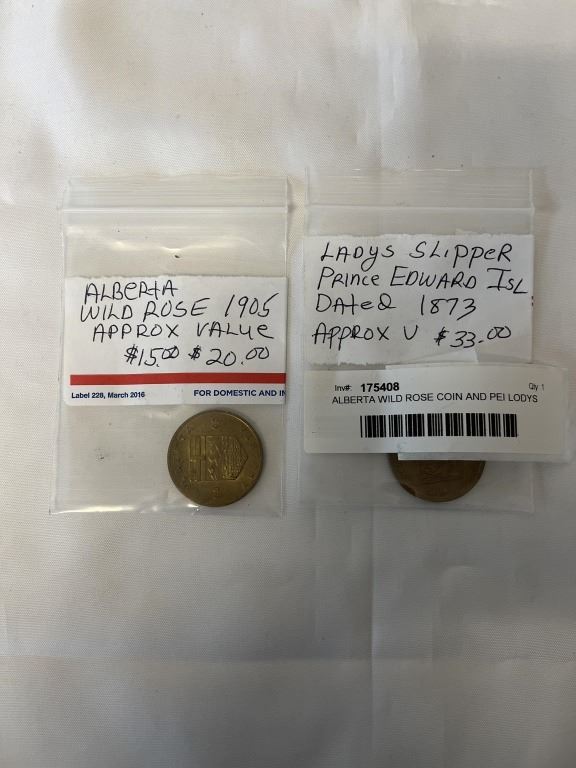 ALBERTA
WILD ROSE 1905
APPROX VALUE
$15.00 $20.00
Label 228, March 2016
FOR DOMESTIC AND IN
LADYS SLIPPER
PRINCE EDWARD ISL
DATED 1873
APPROX V $33.00
Inv#: 175408 Qty: 1
ALBERTA WILD ROSE COIN AND PEI LODYS